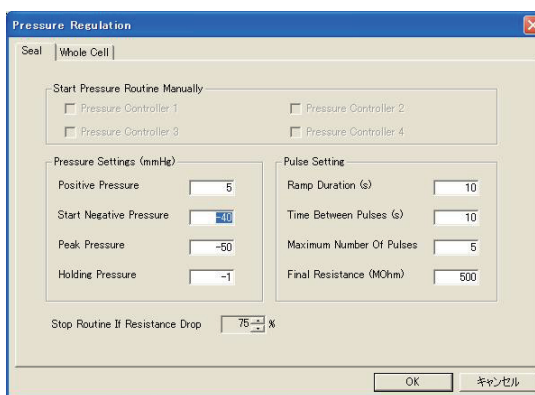 Pressure Regulation
Seal
Whole Cell
Start Pressure Routine Manually
Pressure Controller 1
Pressure Controller 2
Pressure Controller 3
Pressure Controller 4
Pressure Settings (mmHg)
Positive Pressure 5
Start Negative Pressure -40
Peak Pressure -50
Holding Pressure -1
Pulse Setting
Ramp Duration (s) 10
Time Between Pulses (s) 10
Maximum Number Of Pulses 5
Final Resistance (MOhm) 500
Stop Routine If Resistance Drop 75 %
OK
キャンセル